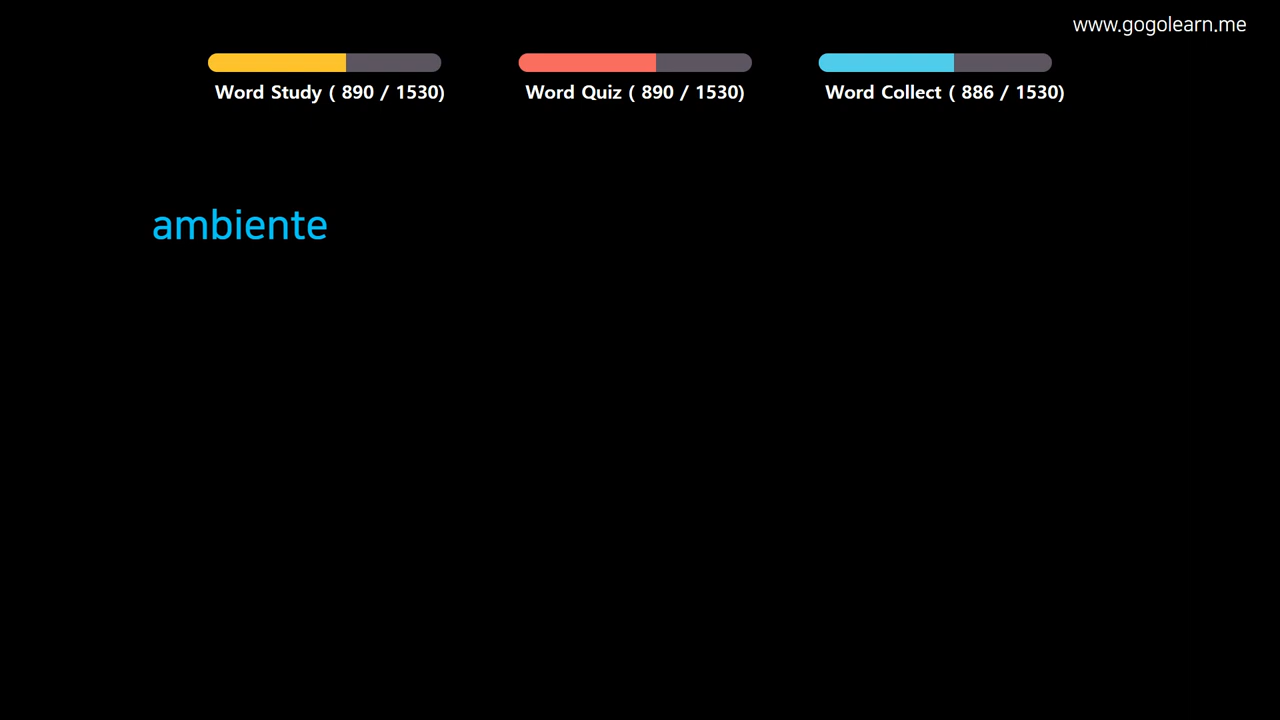 www.gogolearn.me
Word Study ( 890 / 1530)
Word Quiz ( 890 / 1530)
Word Collect ( 886 / 1530)
ambiente